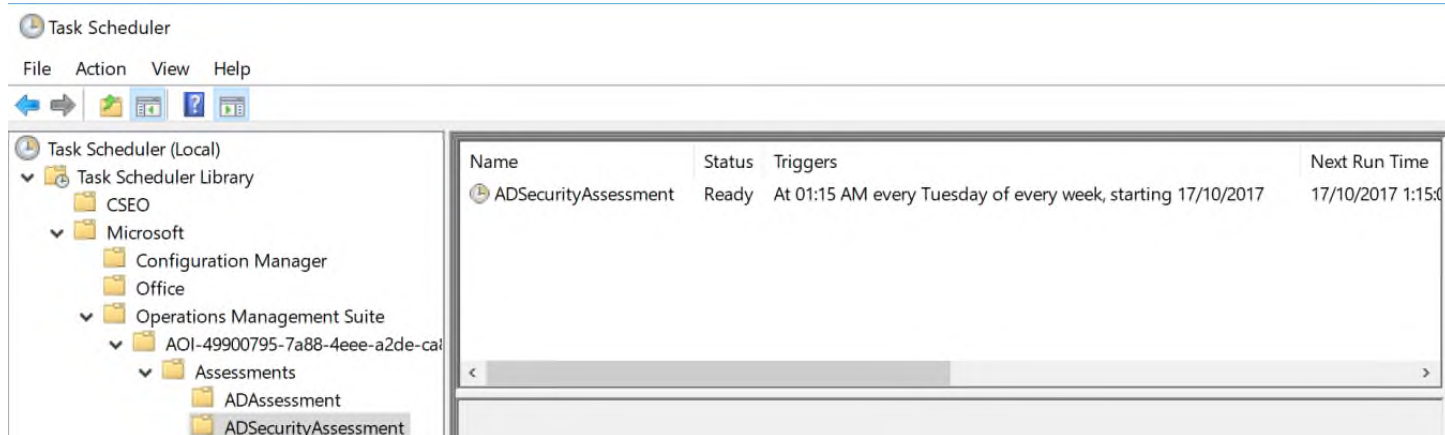 Task Scheduler
File Action View Help
Task Scheduler (Local)
Task Scheduler Library
CSEO
Microsoft
Configuration Manager
Office
Operations Management Suite
AOI-49900795-7a88-4eee-a2de-ca8
Assessments
ADAssessment
ADSecurityAssessment
Name Status Triggers Next Run Time
ADSecurityAssessment Ready At 01:15 AM every Tuesday of every week, starting 17/10/2017 17/10/2017 1:15:0